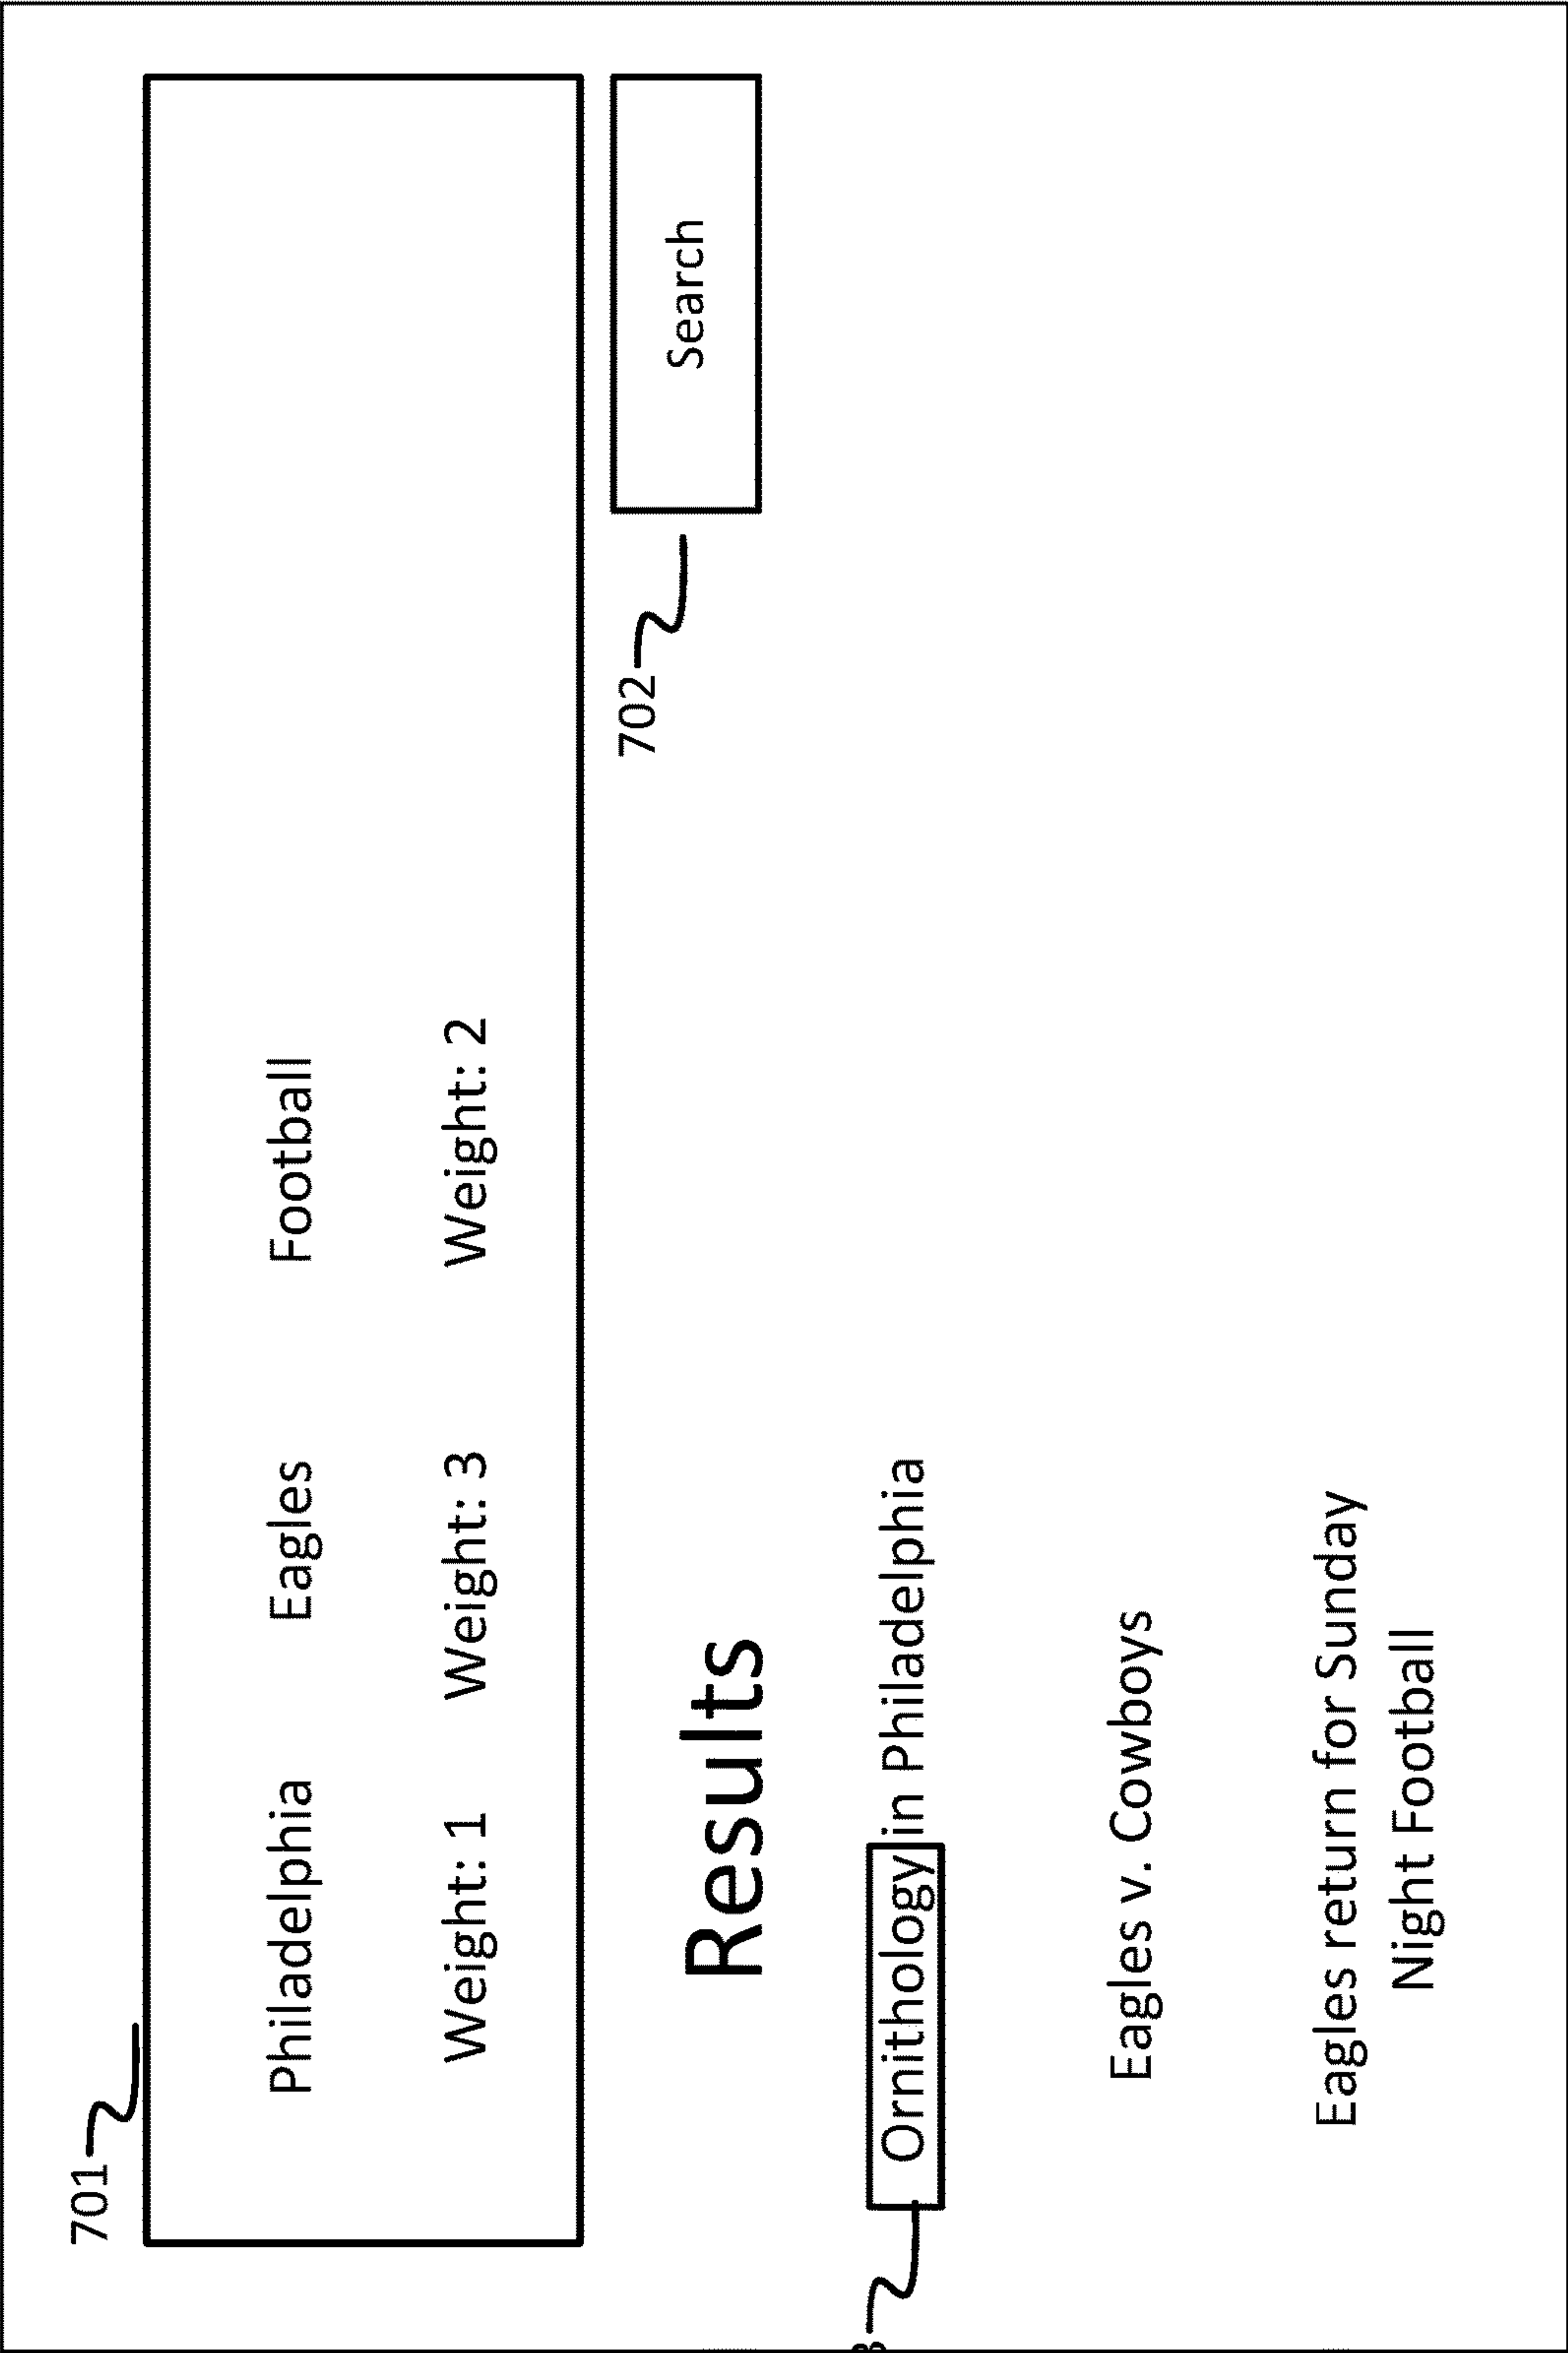 701
Philadelphia Eagles Football
Weight: 1 Weight: 3 Weight: 2
702
Search
Results
Ornithology in Philadelphia
Eagles v. Cowboys
Eagles return for Sunday
Night Football